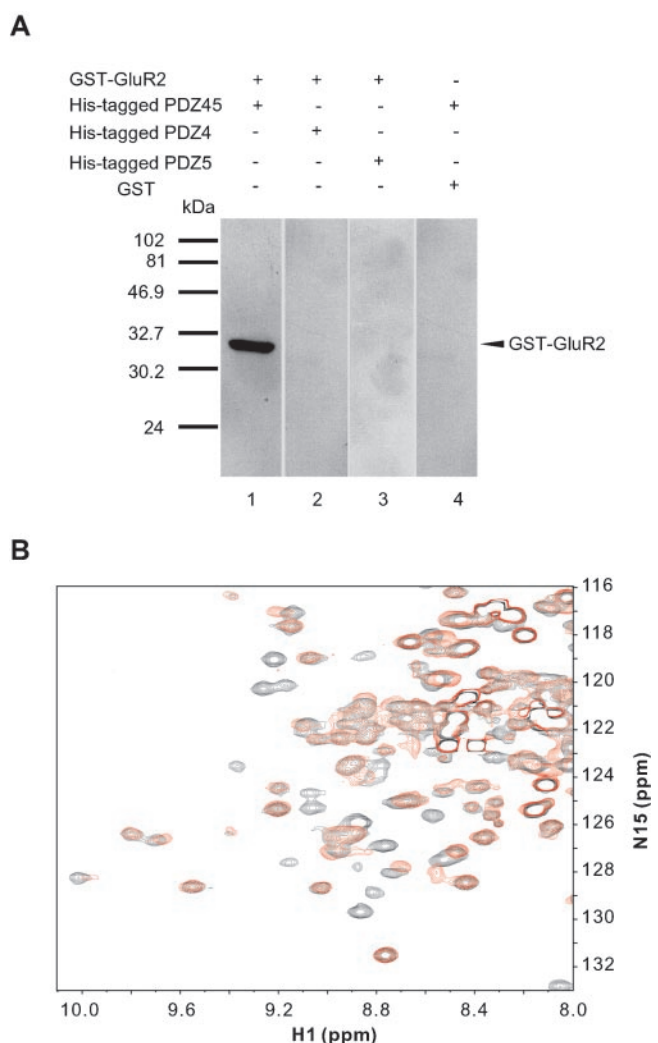 A
GST-GluR2 + + + -
His-tagged PDZ45 + - - +
His-tagged PDZ4 - + - -
His-tagged PDZ5 - - + -
GST - - - +
kDa
102
81
46.9
32.7
GST-GluR2
30.2
24
1 2 3 4
B
116
118
120
122
124
126
128
130
132
N15 (ppm)
10.0 9.6 9.2 8.8 8.4 8.0
H1 (ppm)